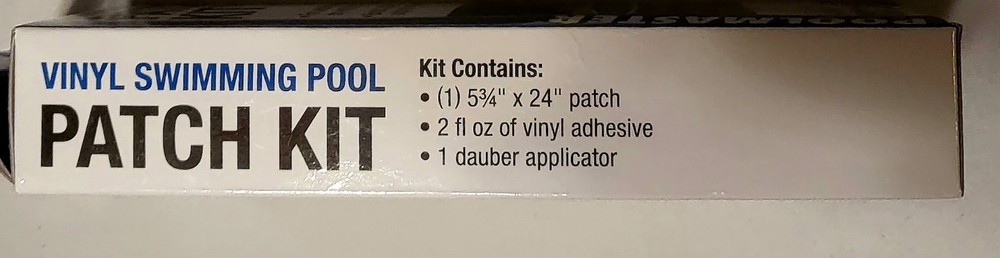 POOLMASTER
VINYL SWIMMING POOL
PATCH KIT
Kit Contains:
• (1) 5¾" x 24" patch
• 2 fl oz of vinyl adhesive
• 1 dauber applicator